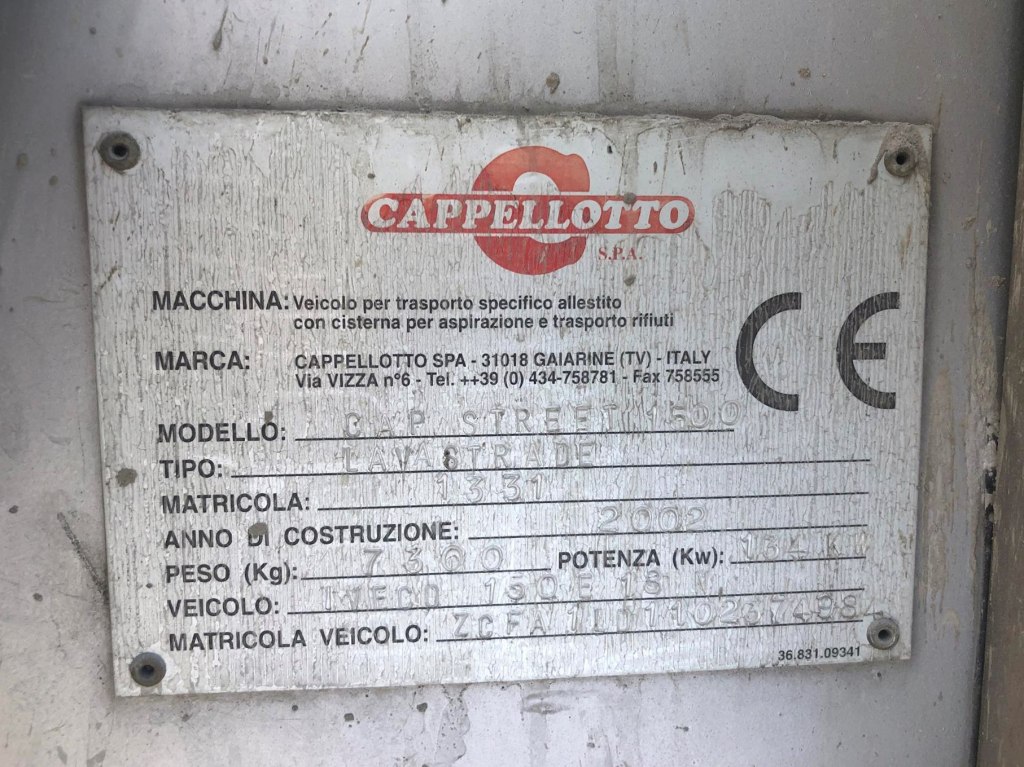 CAPPELLOTTO
S.P.A.
MACCHINA: Veicolo per trasporto specifico allestito
con cisterna per aspirazione e trasporto rifiuti
MARCA: CAPPELLOTTO SPA - 31018 GAIARINE (TV) - ITALY
Via VIZZA n°6 - Tel. ++39 (0) 434-758781 - Fax 758555
CE
MODELLO: CAP STREET 1500
TIPO: LAVASTRADE
MATRICOLA: 1331
ANNO DI COSTRUZIONE: 2002
PESO (Kg): 7360 POTENZA (Kw): 134 KW
VEICOLO: IVECO 150 E 18
MATRICOLA VEICOLO: ZCFA1LD110237498
36.831.09341